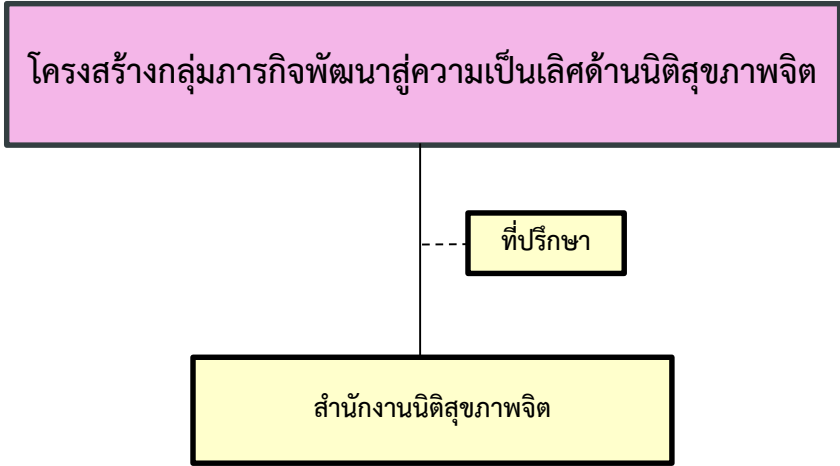 โครงสร้างกลุ่มภารกิจพัฒนาสู่ความเป็นเลิศด้านนิติสุขภาพจิต
ที่ปรึกษา
สำนักงานนิติสุขภาพจิต